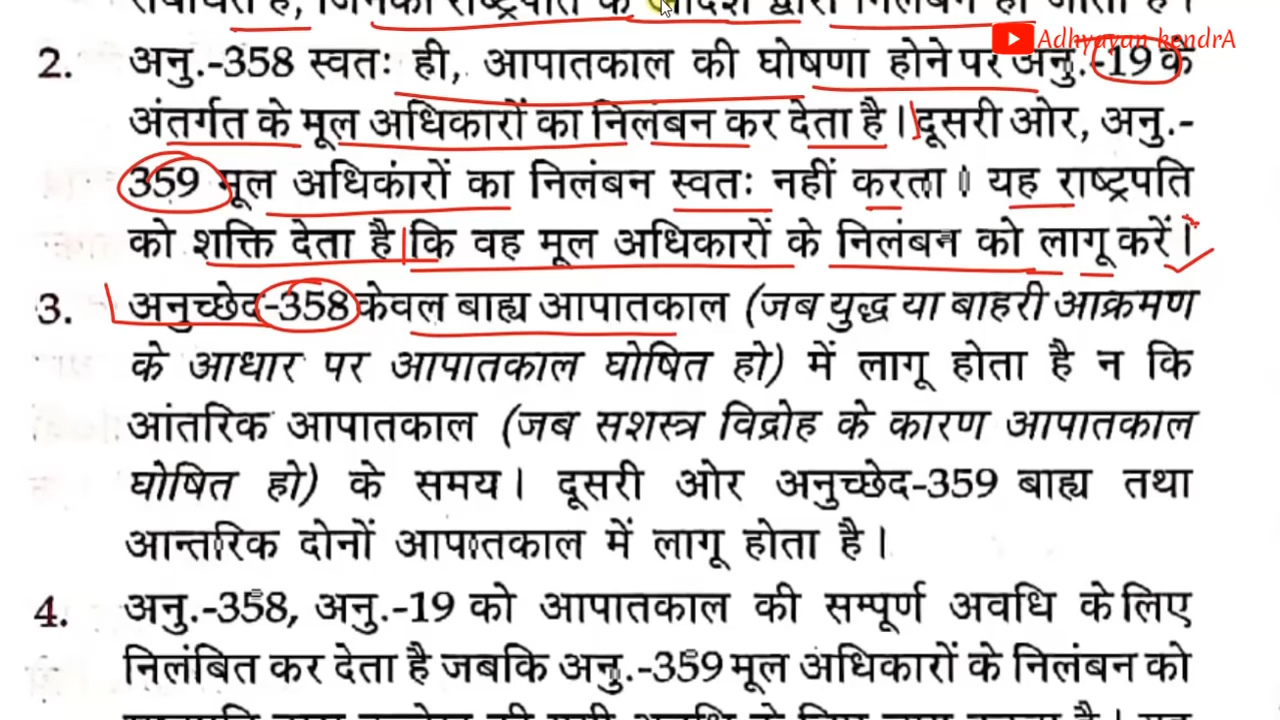 संबंधित है, जिनका राष्ट्रपति के आदेश द्वारा निलंबन हो जाता है।
Adhyayan kendrA
2. अनु.-358 स्वतः ही, आपातकाल की घोषणा होने पर अनु.-19 के
अंतर्गत के मूल अधिकारों का निलंबन कर देता है। दूसरी ओर, अनु.-
359 मूल अधिकारों का निलंबन स्वतः नहीं करता। यह राष्ट्रपति
को शक्ति देता है कि वह मूल अधिकारों के निलंबन को लागू करें।
3. अनुच्छेद-358 केवल बाह्य आपातकाल (जब युद्ध या बाहरी आक्रमण
के आधार पर आपातकाल घोषित हो) में लागू होता है न कि
आंतरिक आपातकाल (जब सशस्त्र विद्रोह के कारण आपातकाल
घोषित हो) के समय। दूसरी ओर अनुच्छेद-359 बाह्य तथा
आन्तरिक दोनों आपातकाल में लागू होता है।
4. अनु.-358, अनु.-19 को आपातकाल की सम्पूर्ण अवधि के लिए
निलंबित कर देता है जबकि अनु.-359 मूल अधिकारों के निलंबन को